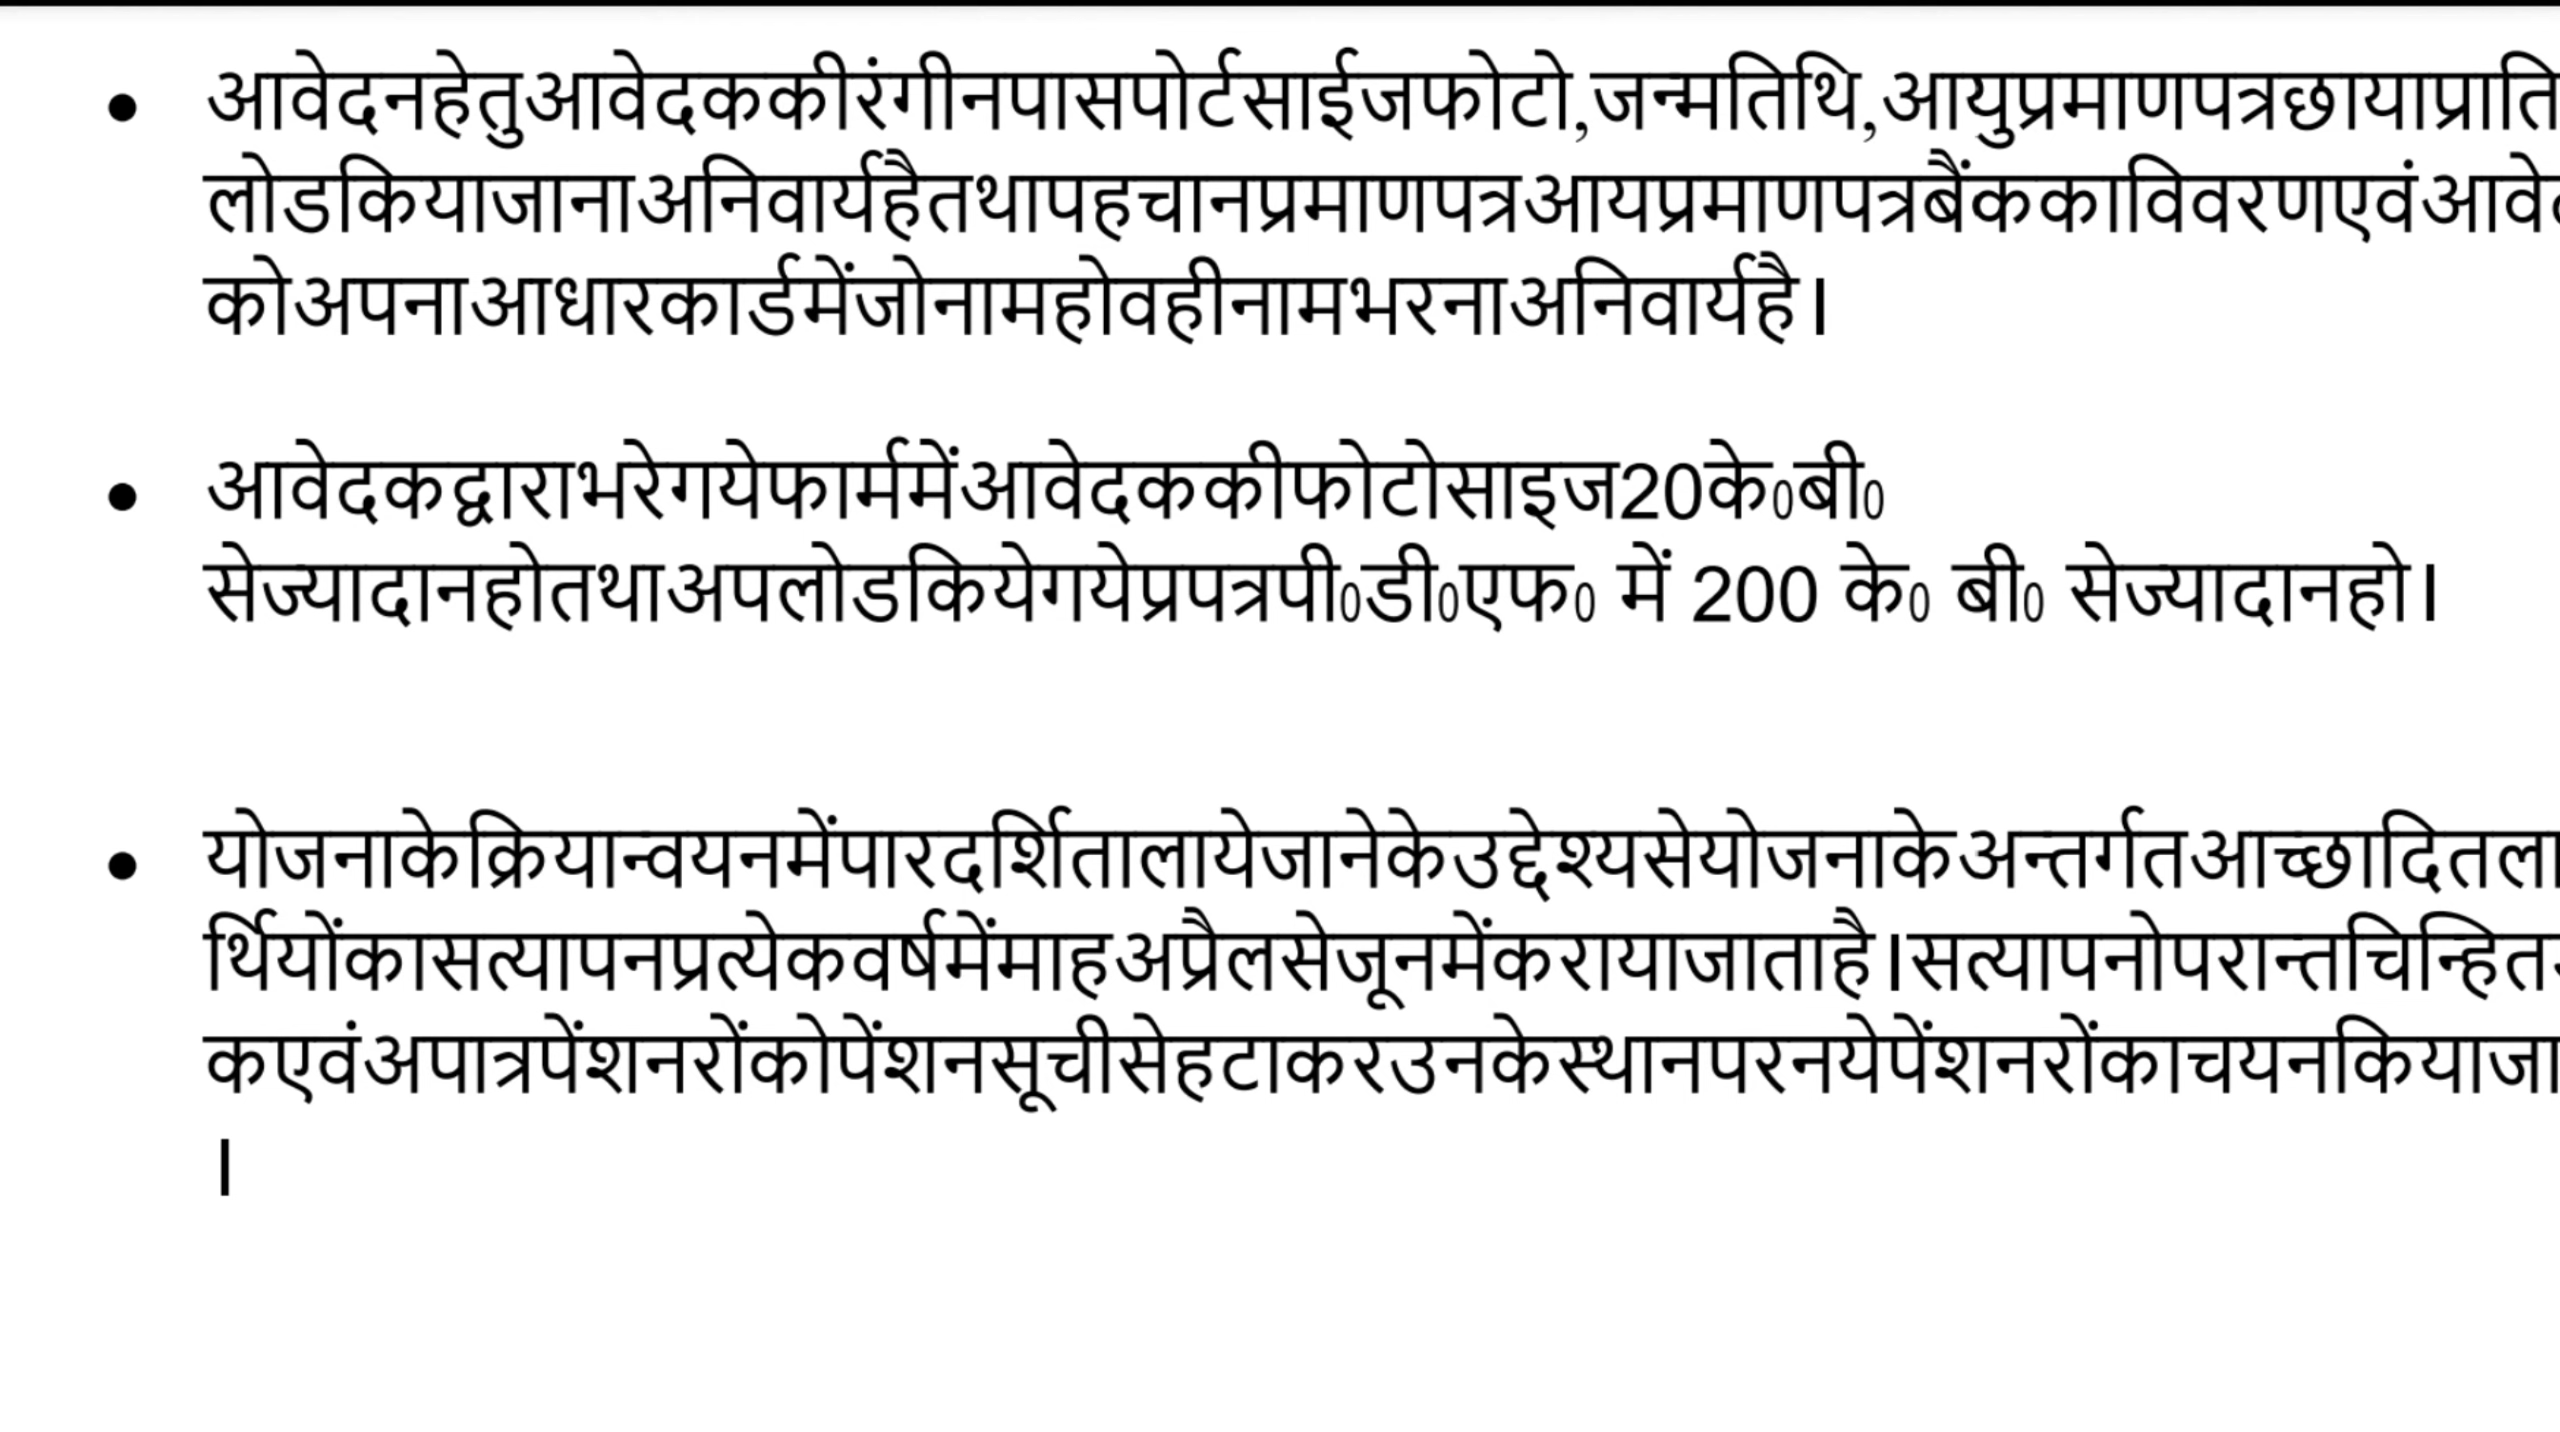 • आवेदनहेतुआवेदककीरंगीनपासपोर्टसाईजफोटो,जन्मतिथि,आयुप्रमाणपत्रछायाप्राति
लोडकियाजानाअनिवार्यहैतथापहचानप्रमाणपत्रआयप्रमाणपत्रबैंककाविवरणएवंआवे
कोअपनाआधारकार्डमेंजोनामहोवहीनामभरनाअनिवार्यहै।
• आवेदकद्वाराभरेगयेफार्ममेंआवेदककीफोटोसाइज20के0बी0
सेज्यादानहोतथाअपलोडकियेगयेप्रपत्रपी0डी0एफ0 में 200 के0 बी0 सेज्यादानहो।
• योजनाकेक्रियान्वयनमेंपारदर्शितालायेजानेकेउद्देश्यसेयोजनाकेअन्तर्गतआच्छादितला
र्थियोंकासत्यापनप्रत्येकवर्षमेंमाहअप्रैलसेजूनमेंकरायाजाताहै।सत्यापनोपरान्तचिन्हित
कएवंअपात्रपेंशनरोंकोपेंशनसूचीसेहटाकरउनकेस्थानपरनयेपेंशनरोंकाचयनकियाजा
।